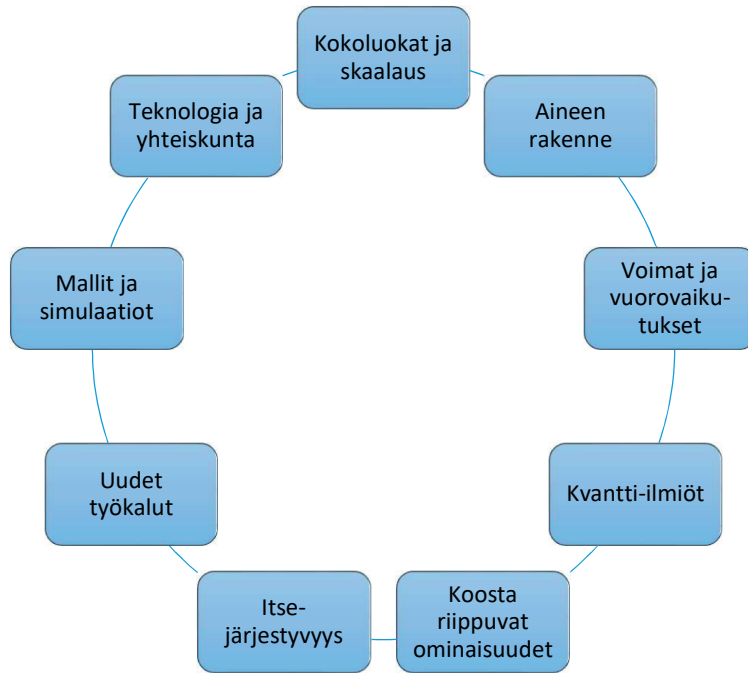 Kokoluokat ja
skaalaus
Aineen
rakenne
Voimat ja
vuorovaiku-
tukset
Kvantti-ilmiöt
Koosta
riippuvat
ominaisuudet
Itse-
järjestyvyys
Uudet
työkalut
Mallit ja
simulaatiot
Teknologia ja
yhteiskunta